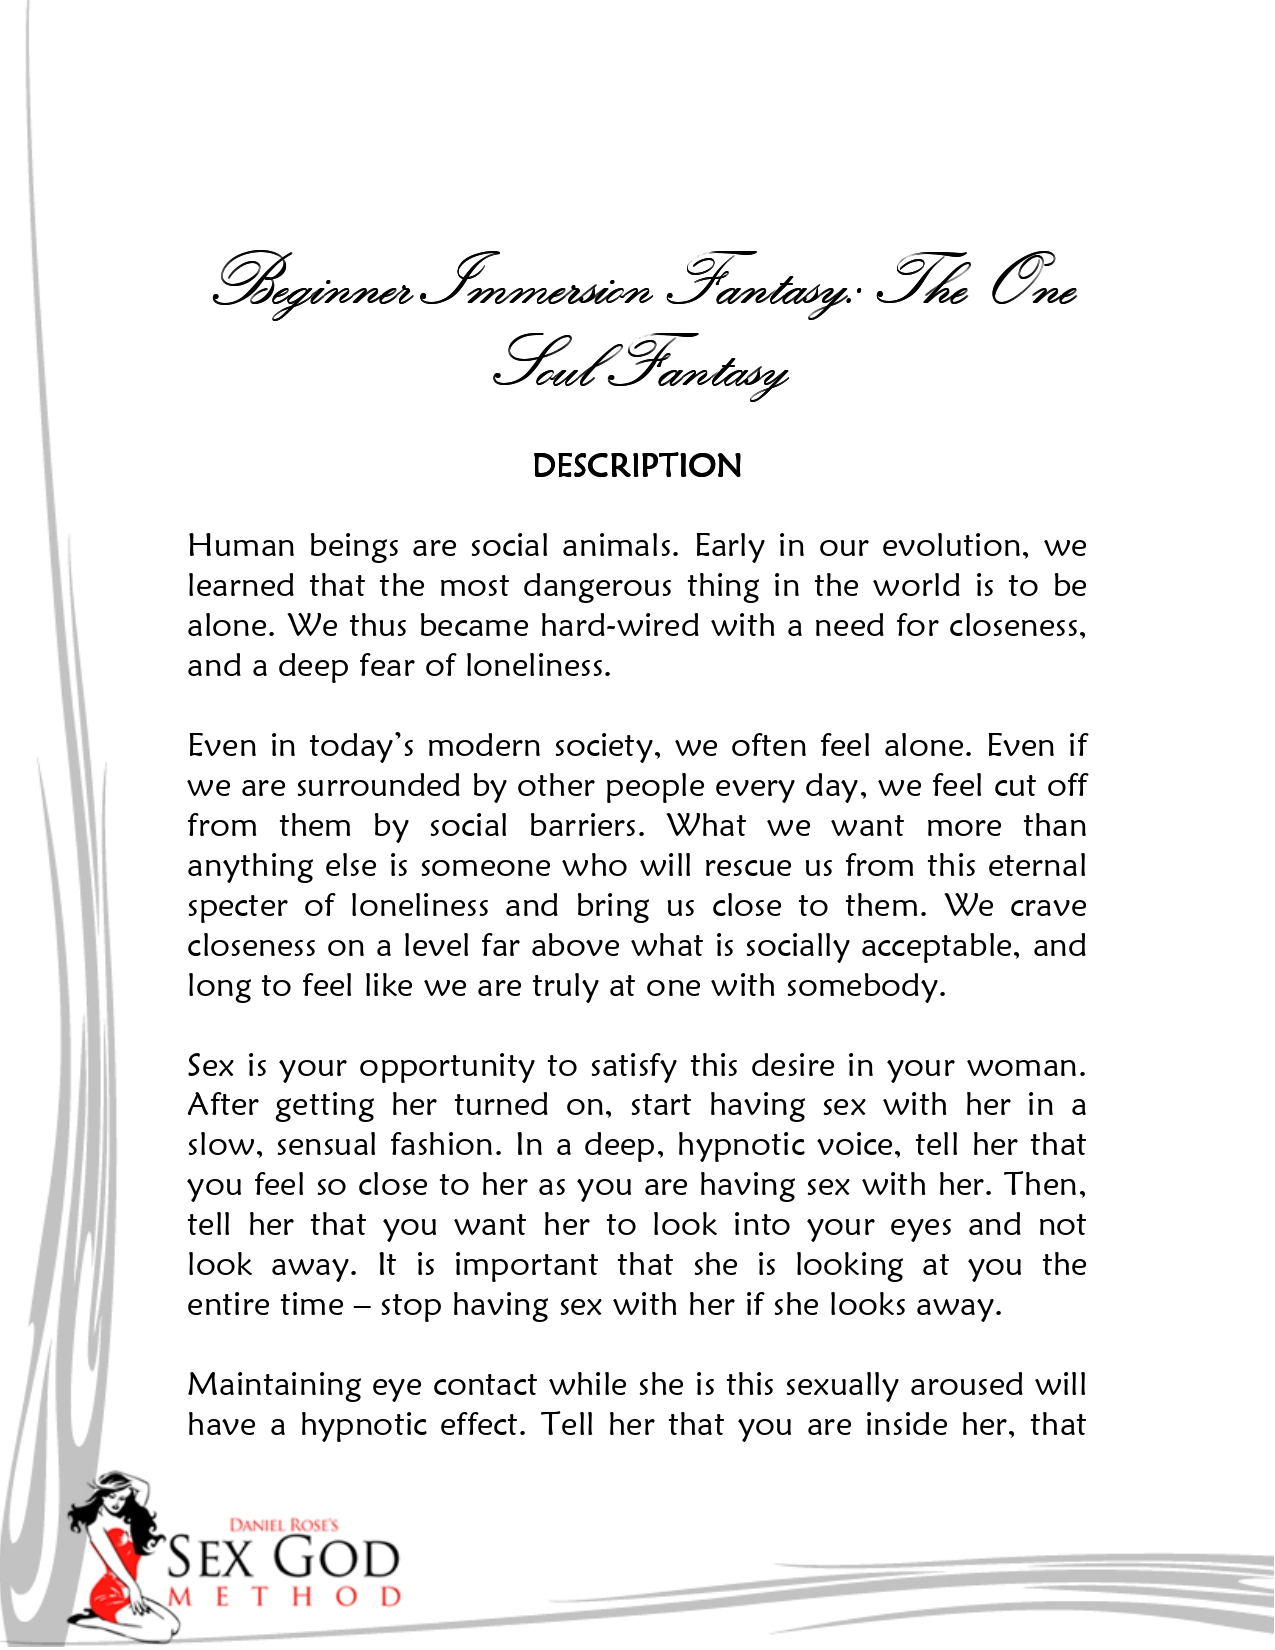 Beginner Immersion Fantasy: The One
Soul Fantasy
DESCRIPTION
Human beings are social animals. Early in our evolution, we
learned that the most dangerous thing in the world is to be
alone. We thus became hard-wired with a need for closeness,
and a deep fear of loneliness.
Even in today’s modern society, we often feel alone. Even if
we are surrounded by other people every day, we feel cut off
from them by social barriers. What we want more than
anything else is someone who will rescue us from this eternal
specter of loneliness and bring us close to them. We crave
closeness on a level far above what is socially acceptable, and
long to feel like we are truly at one with somebody.
Sex is your opportunity to satisfy this desire in your woman.
After getting her turned on, start having sex with her in a
slow, sensual fashion. In a deep, hypnotic voice, tell her that
you feel so close to her as you are having sex with her. Then,
tell her that you want her to look into your eyes and not
look away. It is important that she is looking at you the
entire time – stop having sex with her if she looks away.
Maintaining eye contact while she is this sexually aroused will
have a hypnotic effect. Tell her that you are inside her, that
DANIEL ROSE’S
SEX GOD
METHOD